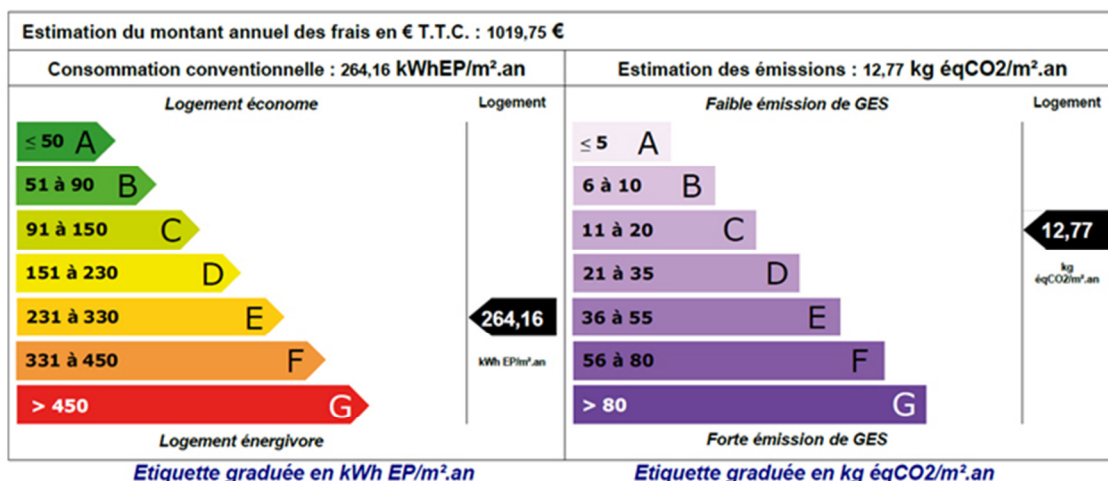 Estimation du montant annuel des frais en € T.T.C. : 1019,75 €
Consommation conventionnelle : 264,16 kWhEP/m².an
Logement économe
Logement
≤ 50 A
51 à 90 B
91 à 150 C
151 à 230 D
231 à 330 E
264,16
kWh EP/m².an
331 à 450 F
> 450 G
Logement énergivore
Etiquette graduée en kWh EP/m².an
Estimation des émissions : 12,77 kg éqCO2/m².an
Faible émission de GES
Logement
≤ 5 A
6 à 10 B
11 à 20 C
12,77
kg
éqCO2/m².an
21 à 35 D
36 à 55 E
56 à 80 F
> 80 G
Forte émission de GES
Etiquette graduée en kg éqCO2/m².an